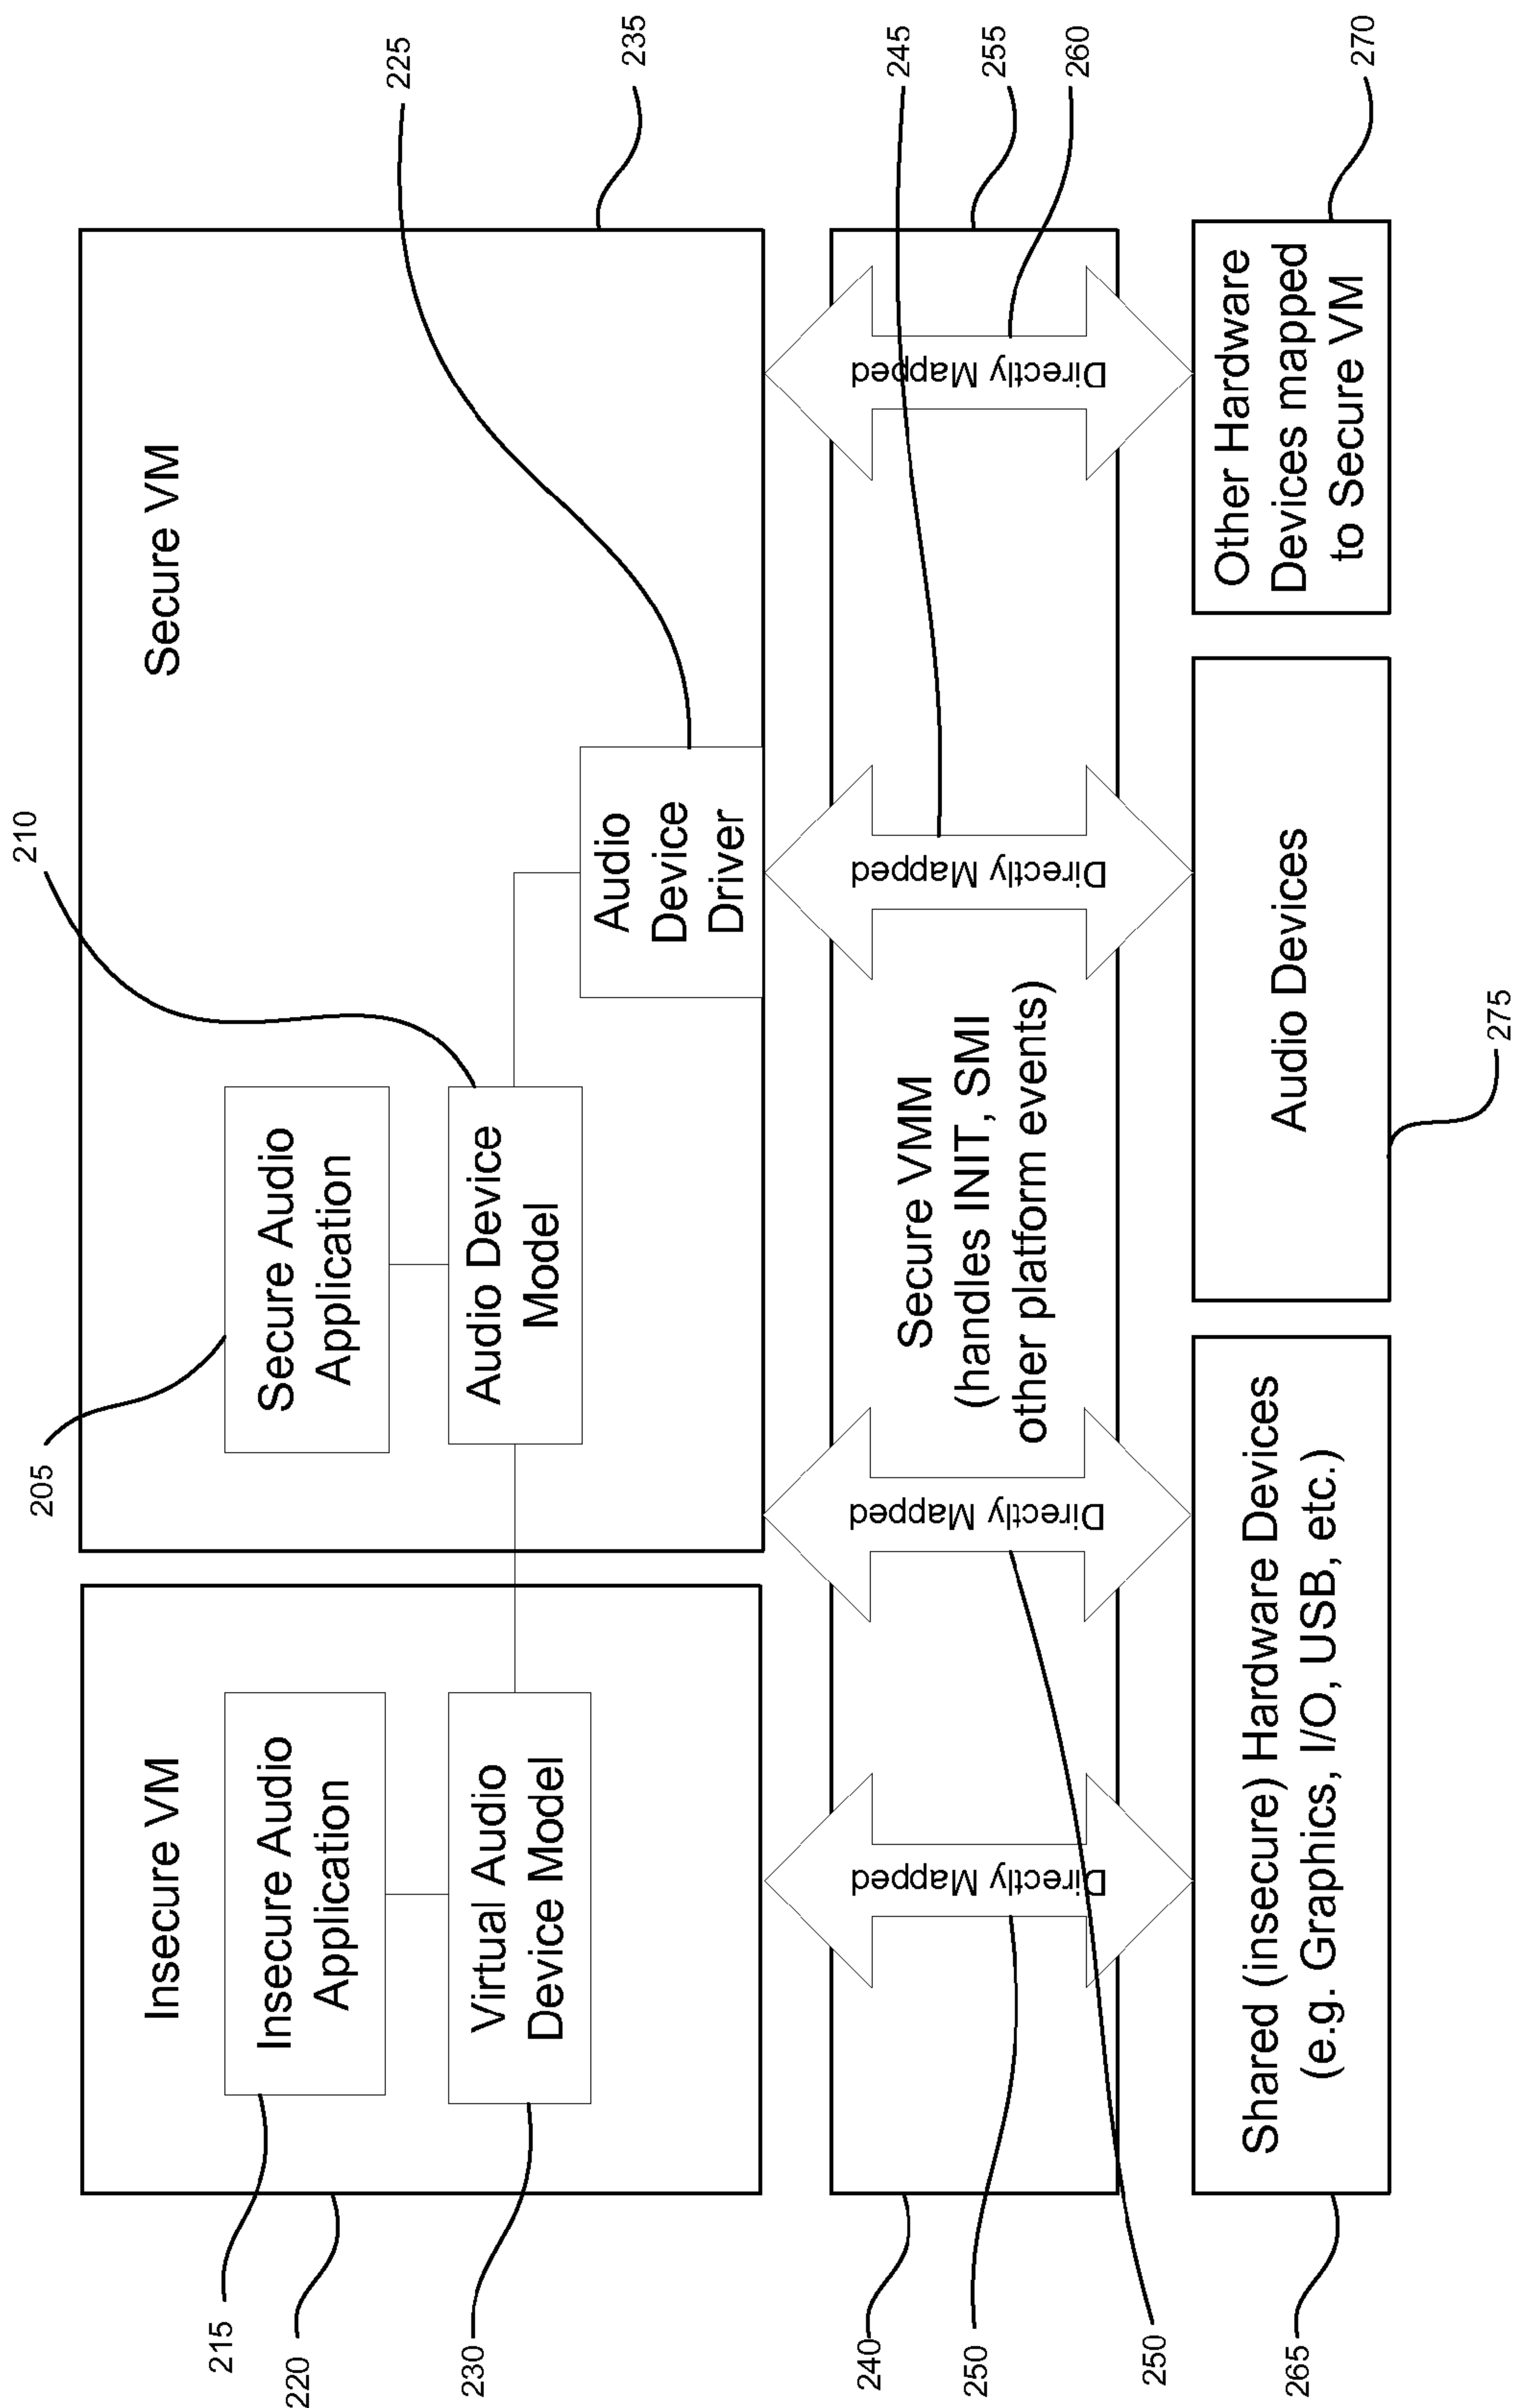 210
225
235
205
Insecure VM
Secure VM
Insecure Audio
Application
Secure Audio
Application
Virtual Audio
Device Model
Audio Device
Model
Audio
Device
Driver
215
220
230
245
255
260
Directly Mapped
Directly Mapped
Secure VMM
(handles INIT, SMI
other platform events)
Directly Mapped
Directly Mapped
240
250
250
265
Shared (insecure) Hardware Devices
(e.g. Graphics, I/O, USB, etc.)
Audio Devices
Other Hardware
Devices mapped
to Secure VM
270
275